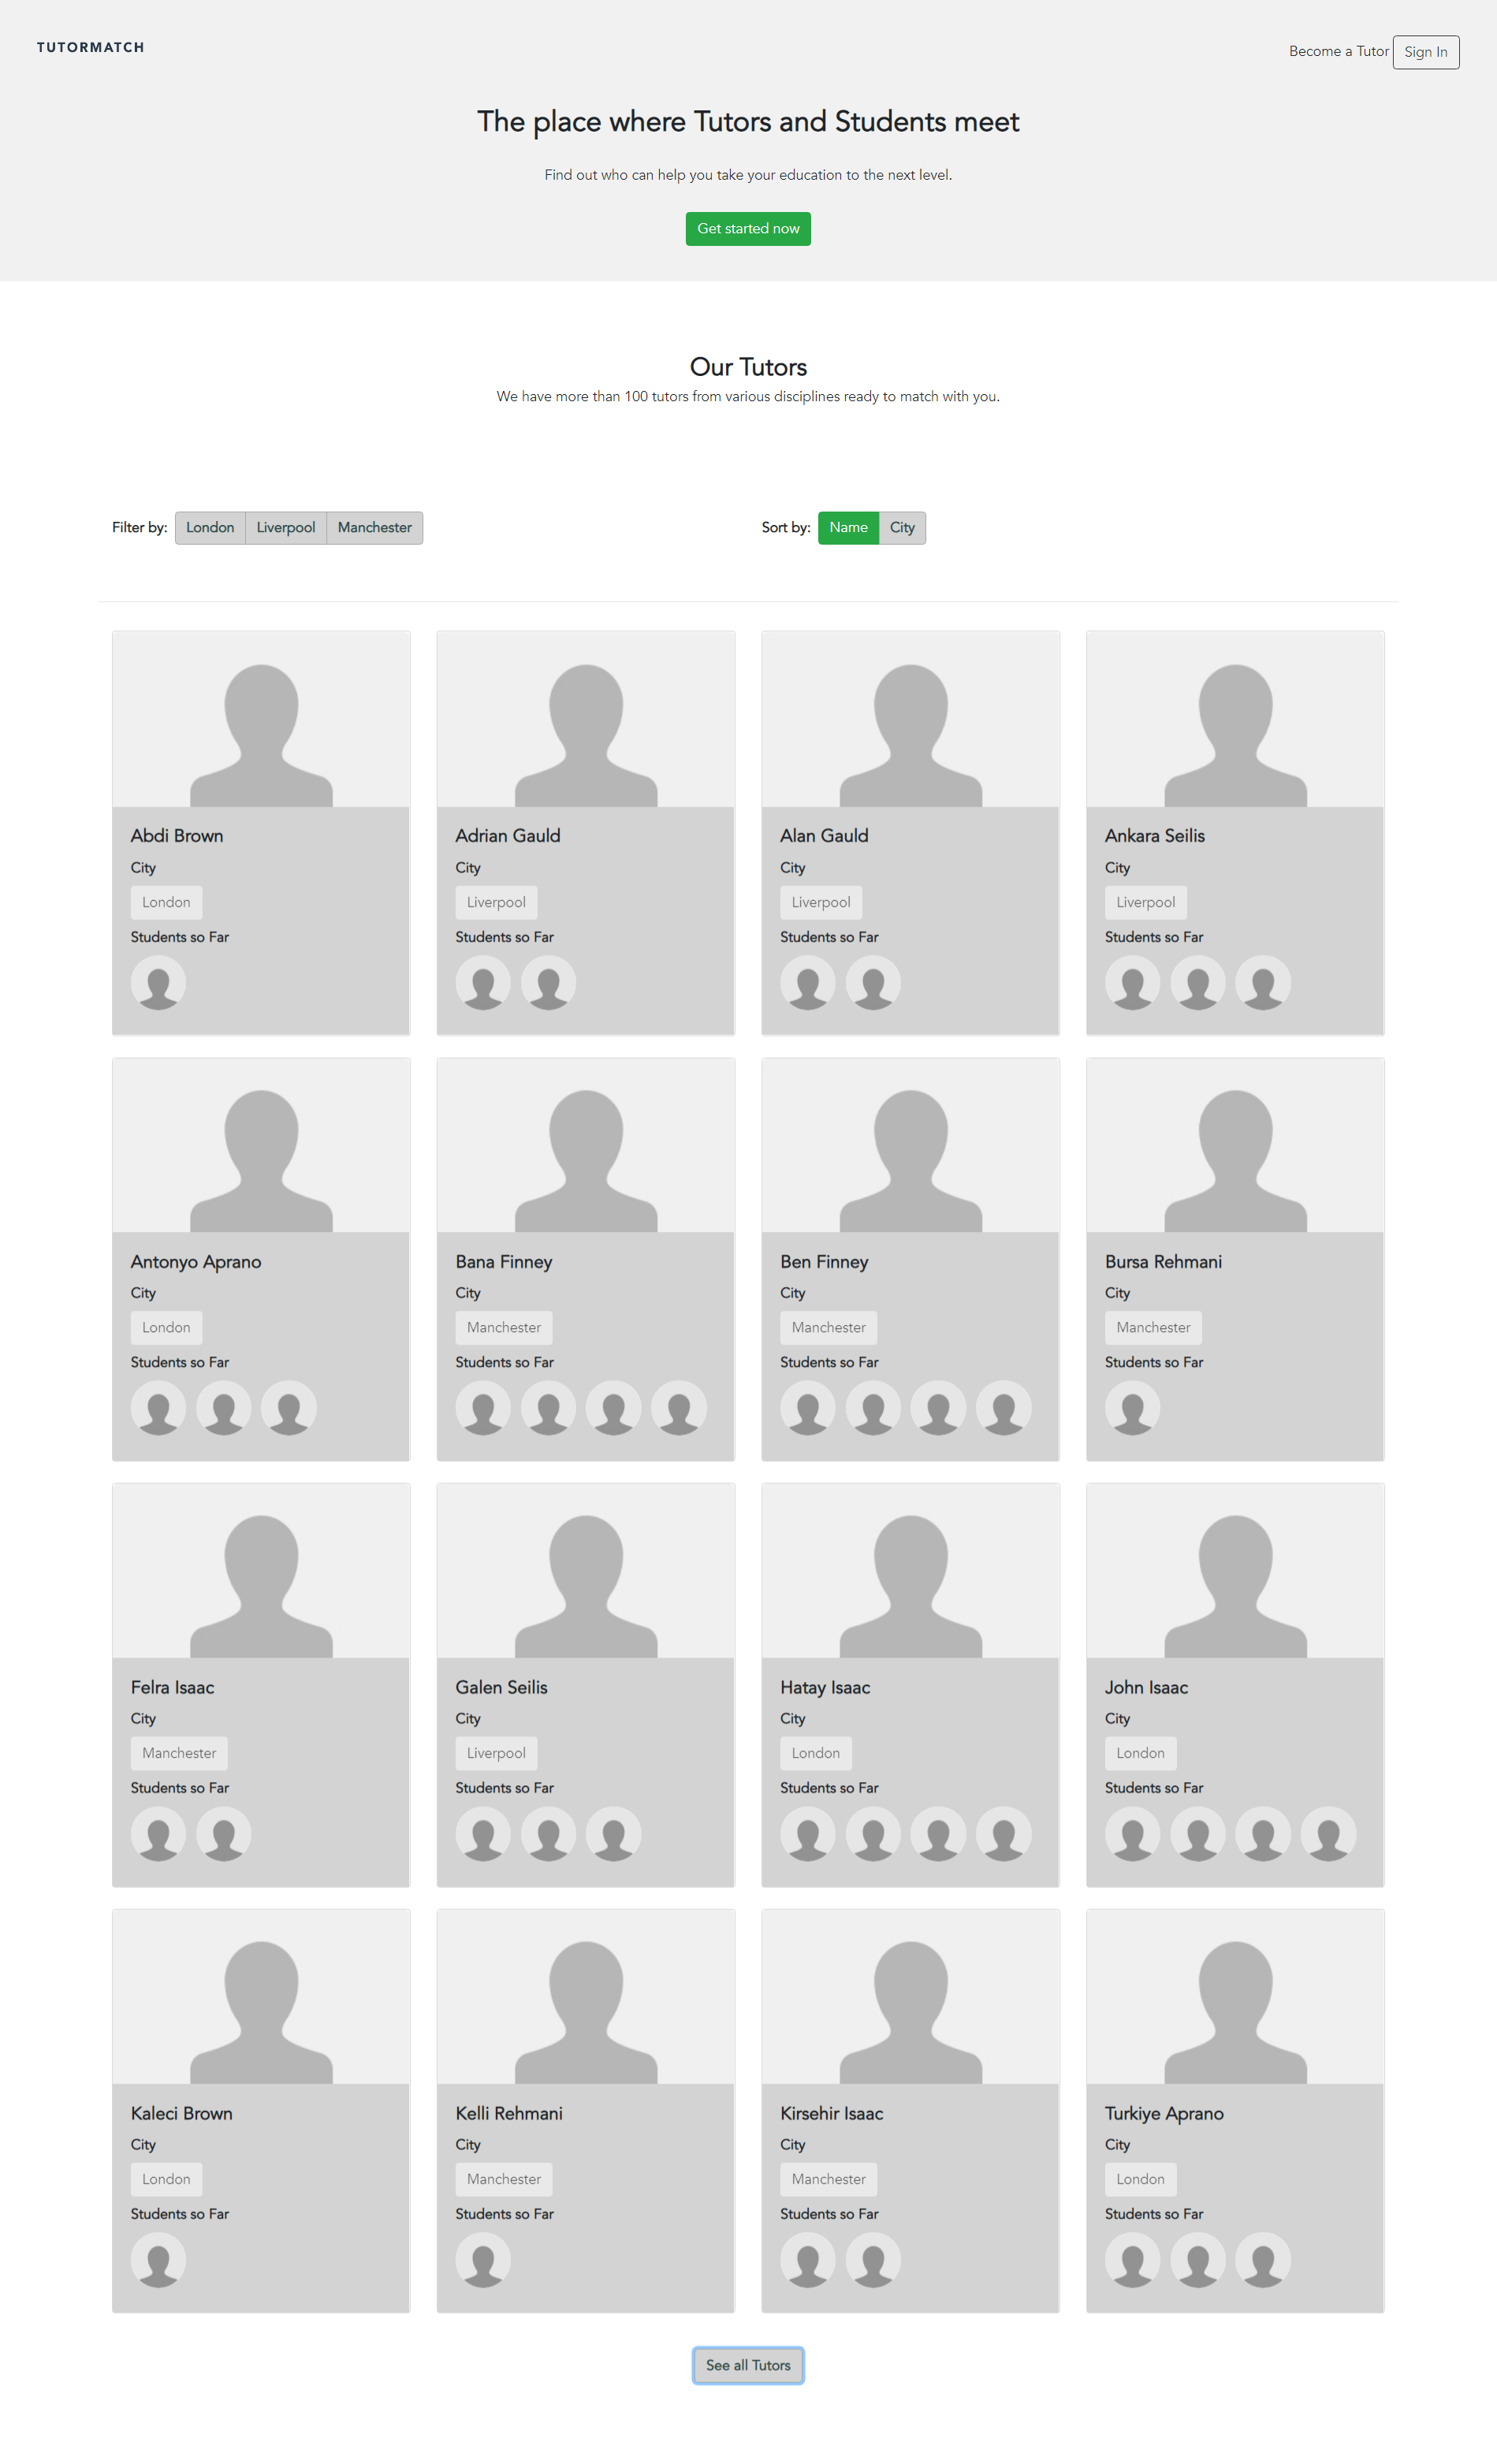 TUTORMATCH
Become a Tutor Sign In
The place where Tutors and Students meet
Find out who can help you take your education to the next level.
Get started now
Our Tutors
We have more than 100 tutors from various disciplines ready to match with you.
Filter by: London Liverpool Manchester
Sort by: Name City
Abdi Brown
City
London
Students so Far
Adrian Gauld
City
Liverpool
Students so Far
Alan Gauld
City
Liverpool
Students so Far
Ankara Seilis
City
Liverpool
Students so Far
Antonyo Aprano
City
London
Students so Far
Bana Finney
City
Manchester
Students so Far
Ben Finney
City
Manchester
Students so Far
Bursa Rehmani
City
Manchester
Students so Far
Felra Isaac
City
Manchester
Students so Far
Galen Seilis
City
Liverpool
Students so Far
Hatay Isaac
City
London
Students so Far
John Isaac
City
London
Students so Far
Kaleci Brown
City
London
Students so Far
Kelli Rehmani
City
Manchester
Students so Far
Kirsehir Isaac
City
Manchester
Students so Far
Turkiye Aprano
City
London
Students so Far
See all Tutors